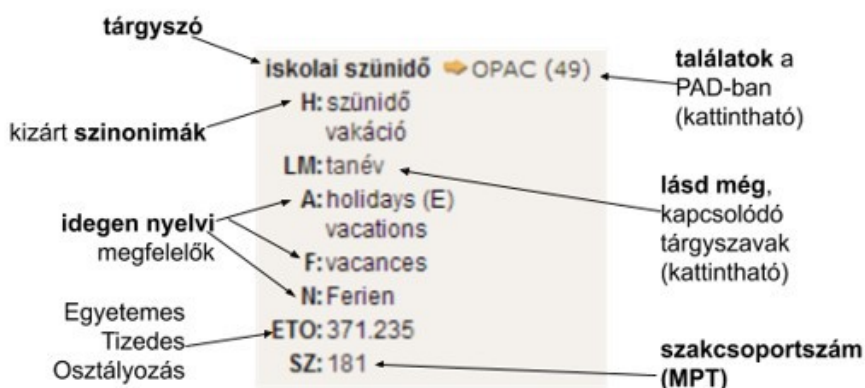 tárgyszó
iskolai szünidő OPAC (49)
találatok a
PAD-ban
(kattintható)
H: szünidő
vakáció
kizárt szinonimák
LM: tanév
lásd még,
kapcsolódó
tárgyszavak
(kattintható)
A: holidays (E)
vacations
idegen nyelvi
megfelelők
F: vacances
N: Ferien
Egyetemes
Tizedes
Osztályozás
ETO: 371.235
SZ: 181
szakcsoportszám
(MPT)